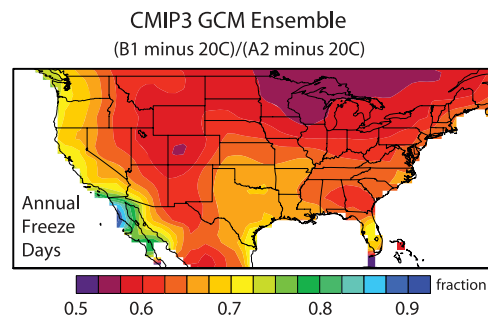 CMIP3 GCM Ensemble
(B1 minus 20C)/(A2 minus 20C)
Annual
Freeze
Days
fraction
0.5 0.6 0.7 0.8 0.9